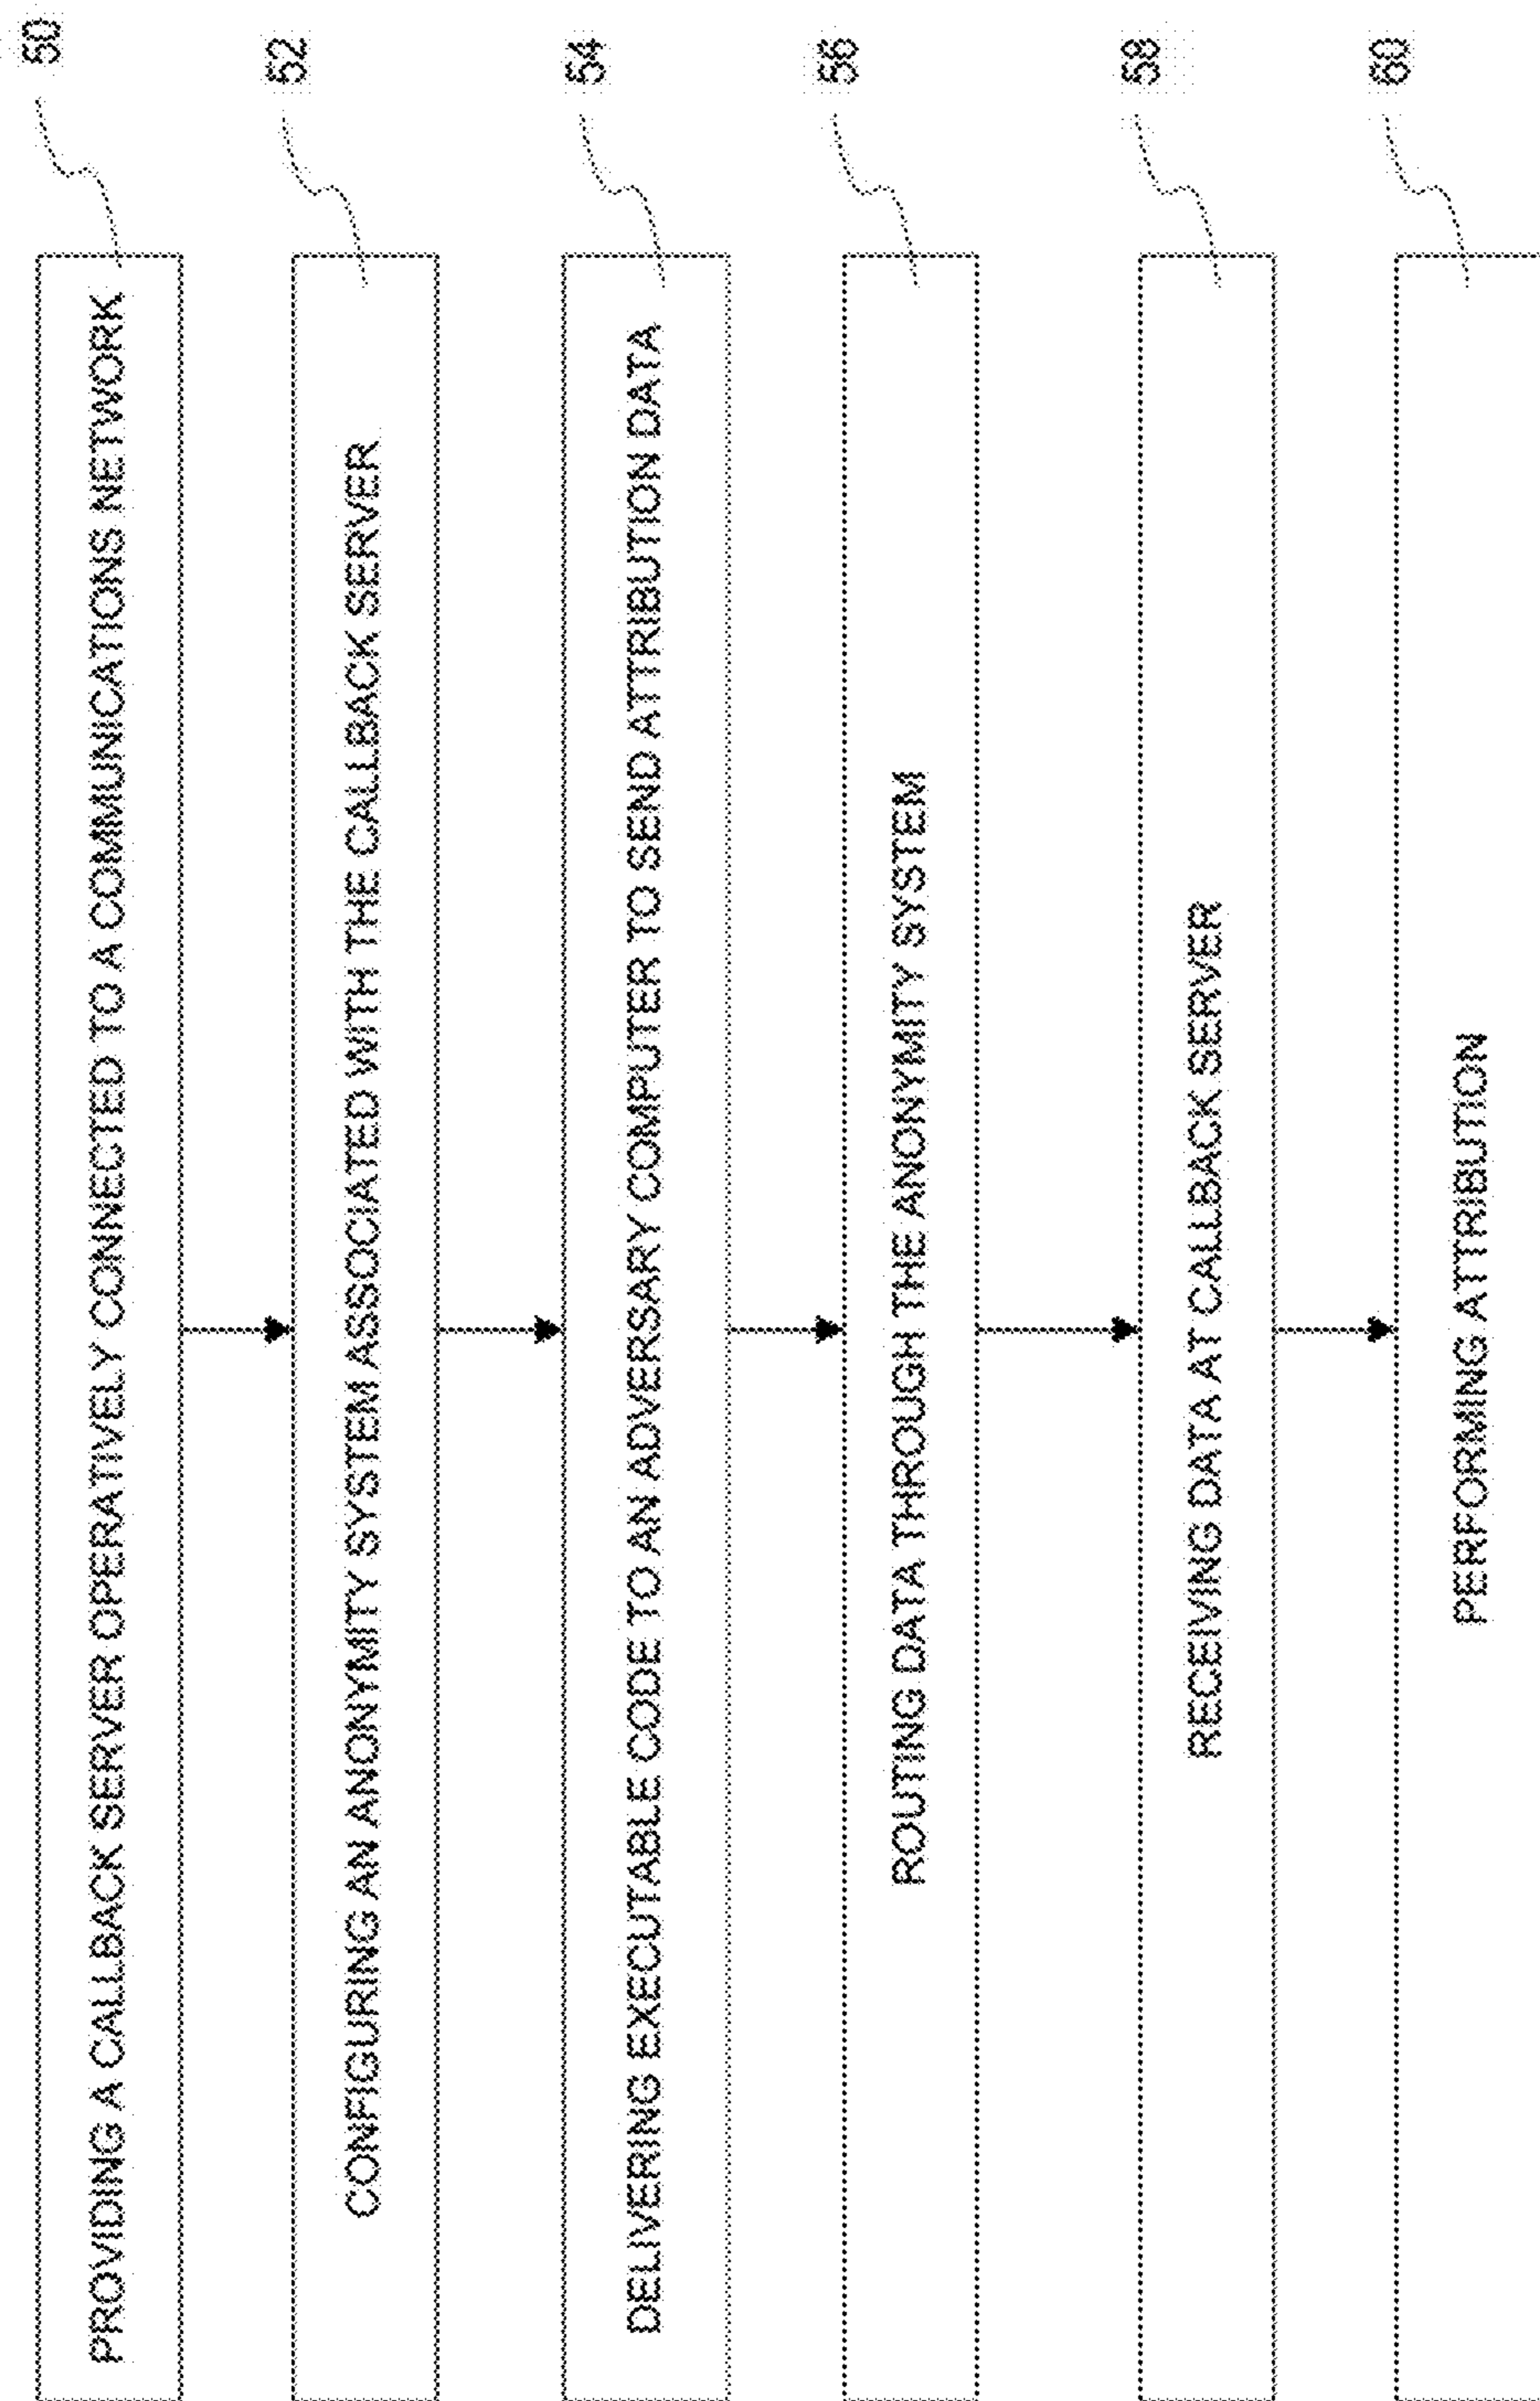 PROVIDING A CALLBACK SERVER OPERATIVELY CONNECTED TO A COMMUNICATIONS NETWORK
50
CONFIGURING AN ANONYMITY SYSTEM ASSOCIATED WITH THE CALLBACK SERVER
52
DELIVERING EXECUTABLE CODE TO AN ADVERSARY COMPUTER TO SEND ATTRIBUTION DATA
54
ROUTING DATA THROUGH THE ANONYMITY SYSTEM
56
RECEIVING DATA AT CALLBACK SERVER
58
PERFORMING ATTRIBUTION
60